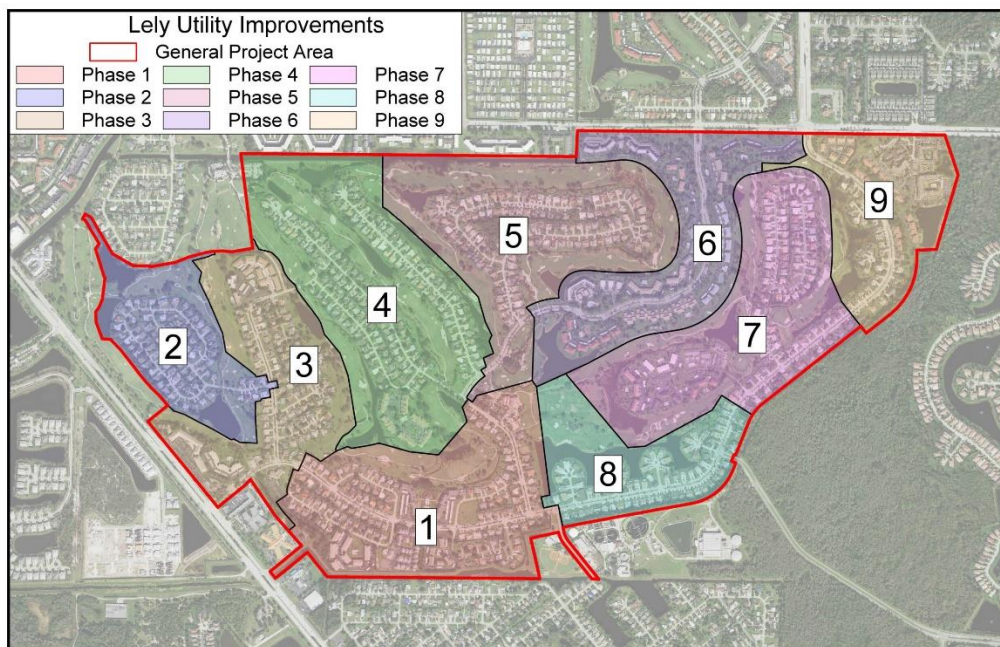 Lely Utility Improvements
General Project Area
Phase 1 Phase 4 Phase 7
Phase 2 Phase 5 Phase 8
Phase 3 Phase 6 Phase 9
9
5
6
4
7
2
3
8
1